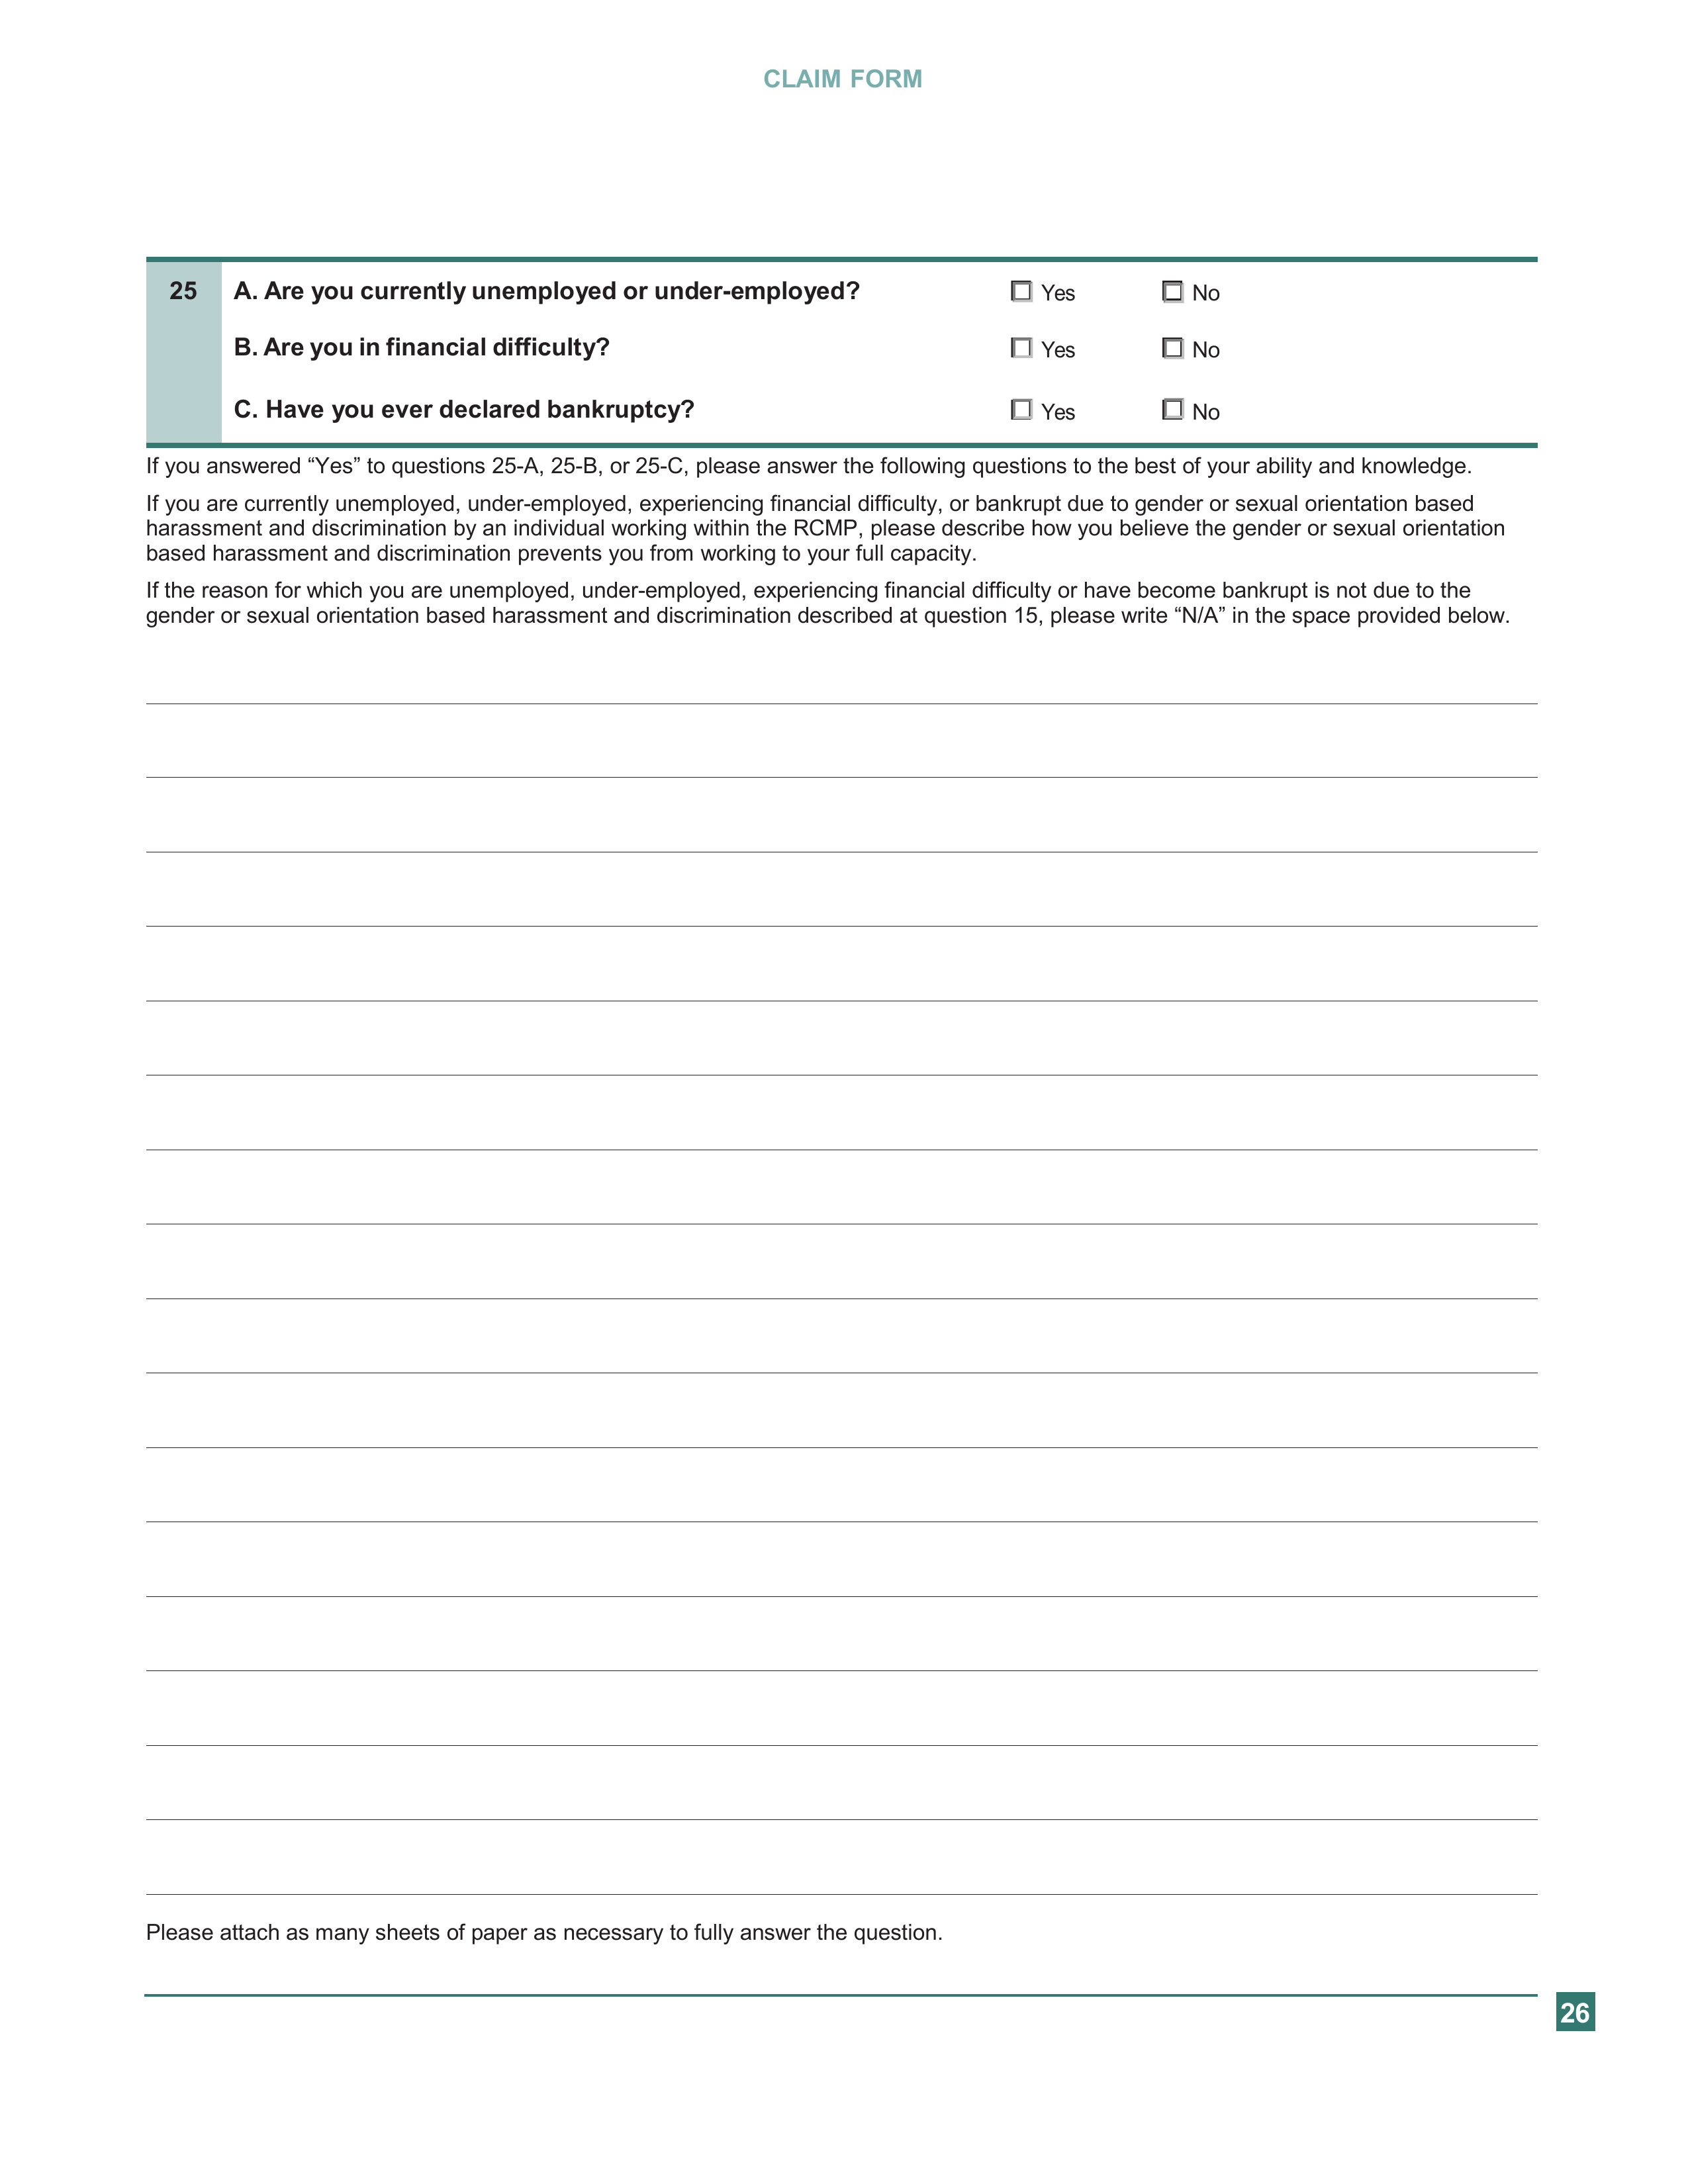 CLAIM FORM
25 A. Are you currently unemployed or under-employed? Yes No
B. Are you in financial difficulty? Yes No
C. Have you ever declared bankruptcy? Yes No
If you answered “Yes” to questions 25-A, 25-B, or 25-C, please answer the following questions to the best of your ability and knowledge.
If you are currently unemployed, under-employed, experiencing financial difficulty, or bankrupt due to gender or sexual orientation based
harassment and discrimination by an individual working within the RCMP, please describe how you believe the gender or sexual orientation
based harassment and discrimination prevents you from working to your full capacity.
If the reason for which you are unemployed, under-employed, experiencing financial difficulty or have become bankrupt is not due to the
gender or sexual orientation based harassment and discrimination described at question 15, please write “N/A” in the space provided below.
Please attach as many sheets of paper as necessary to fully answer the question.
26